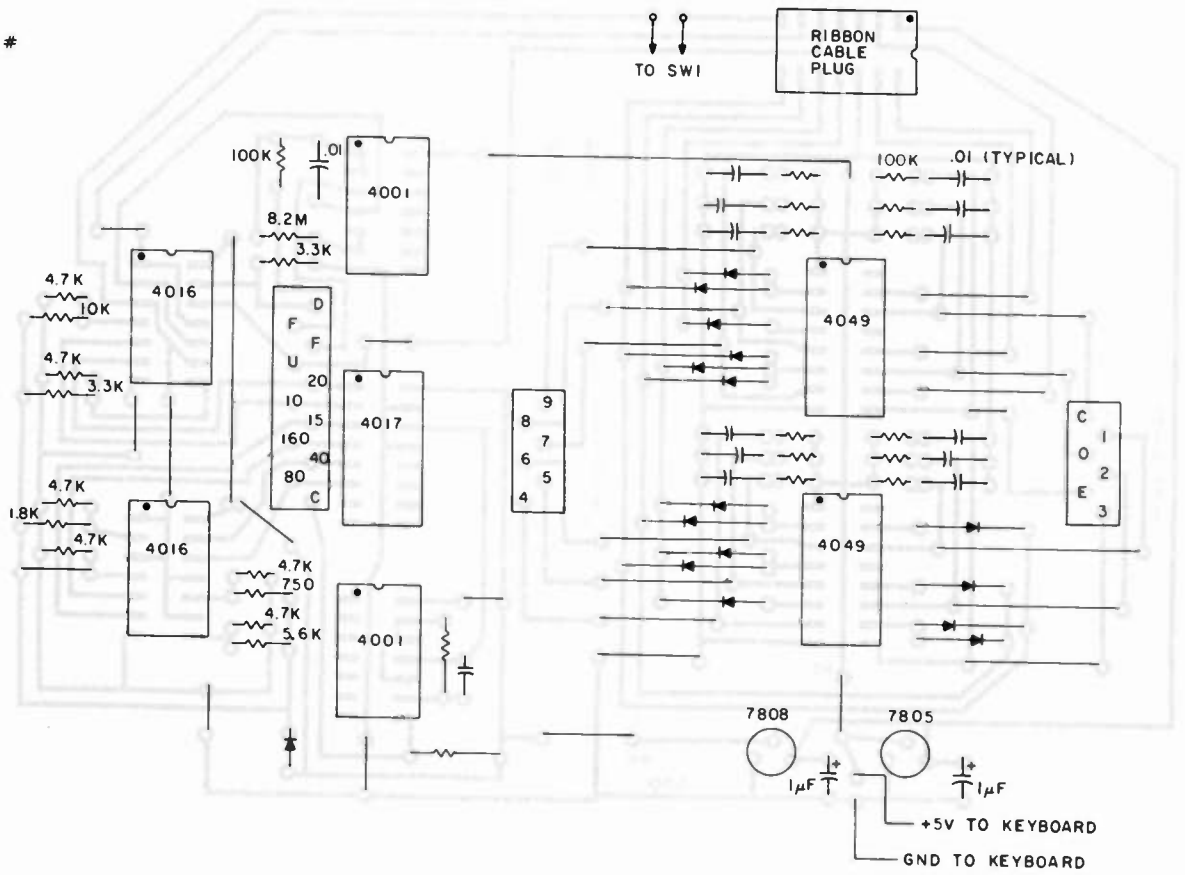 #
RIBBON
CABLE
PLUG
TO SW1
100K
.01
4001
100K
.01 (TYPICAL)
8.2M
3.3K
4016
4.7K
10K
4.7K
3.3K
D
F
F
U
20
10
15
160
40
80
C
4017
4049
9
8
7
6
5
4
C
1
O
2
E
3
4.7K
1.8K
4.7K
4016
4049
4.7K
750
4.7K
5.6K
4001
7808
7805
+
1µF
+
1µF
+5V TO KEYBOARD
GND TO KEYBOARD